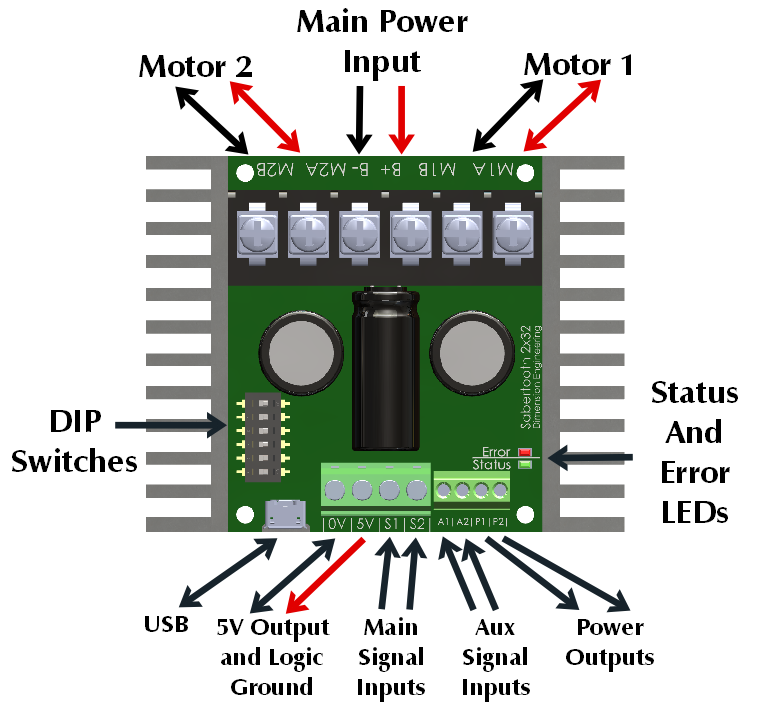 Main Power
Input
Motor 2
Motor 1
M2B M2A B- B+ M1B M1A
Sabertooth 2x32
Dimension Engineering
DIP
Switches
Status
And
Error
LEDs
Error
Status
|0V|5V|S1|S2|
A1|A2|P1|P2|
USB
5V Output
and Logic
Ground
Main
Signal
Inputs
Aux
Signal
Inputs
Power
Outputs